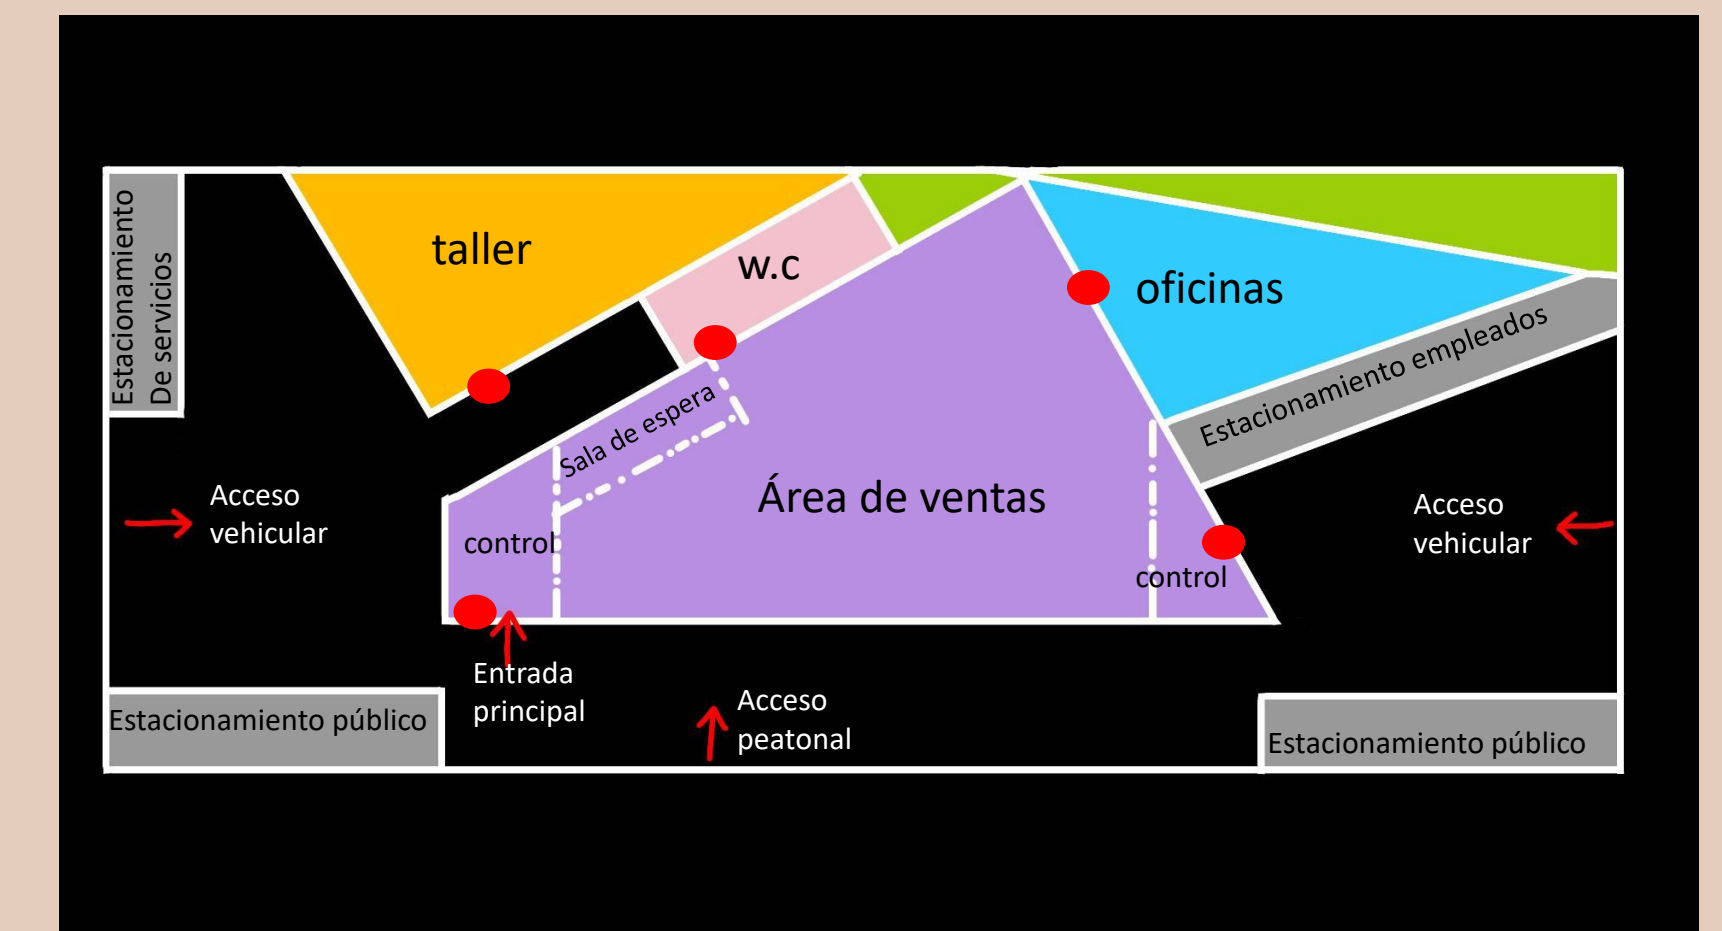 Estacionamiento
De servicios
taller
w.c
oficinas
Estacionamiento empleados
Sala de espera
Área de ventas
Acceso
vehicular
control
Acceso
vehicular
control
Entrada
principal
Acceso
peatonal
Estacionamiento público
Estacionamiento público